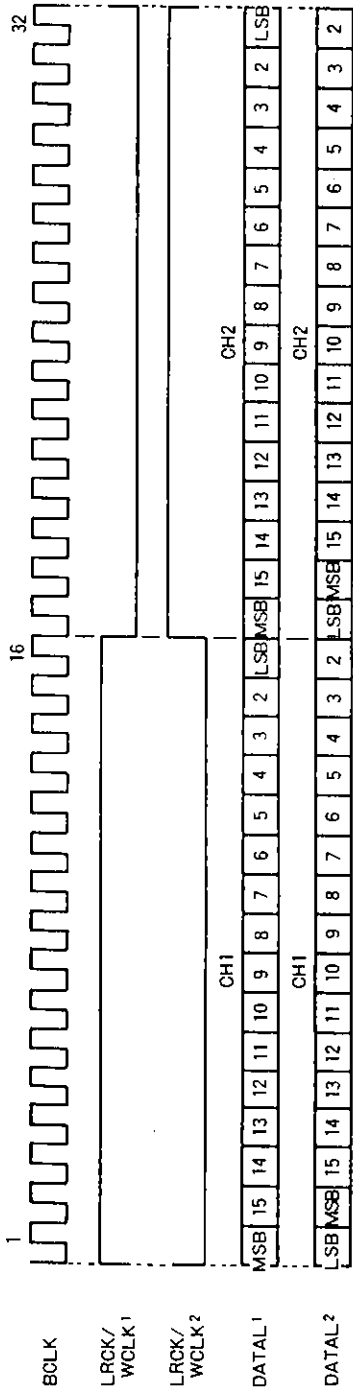 1 16 32
BCLK
LRCK/
WCLK¹
LRCK/
WCLK²
CH1 CH2
DATAL¹ MSB 15 14 13 12 11 10 9 8 7 6 5 4 3 2 LSB MSB 15 14 13 12 11 10 9 8 7 6 5 4 3 2 LSB
CH1 CH2
DATAL² LSB MSB 15 14 13 12 11 10 9 8 7 6 5 4 3 2 LSB MSB 15 14 13 12 11 10 9 8 7 6 5 4 3 2